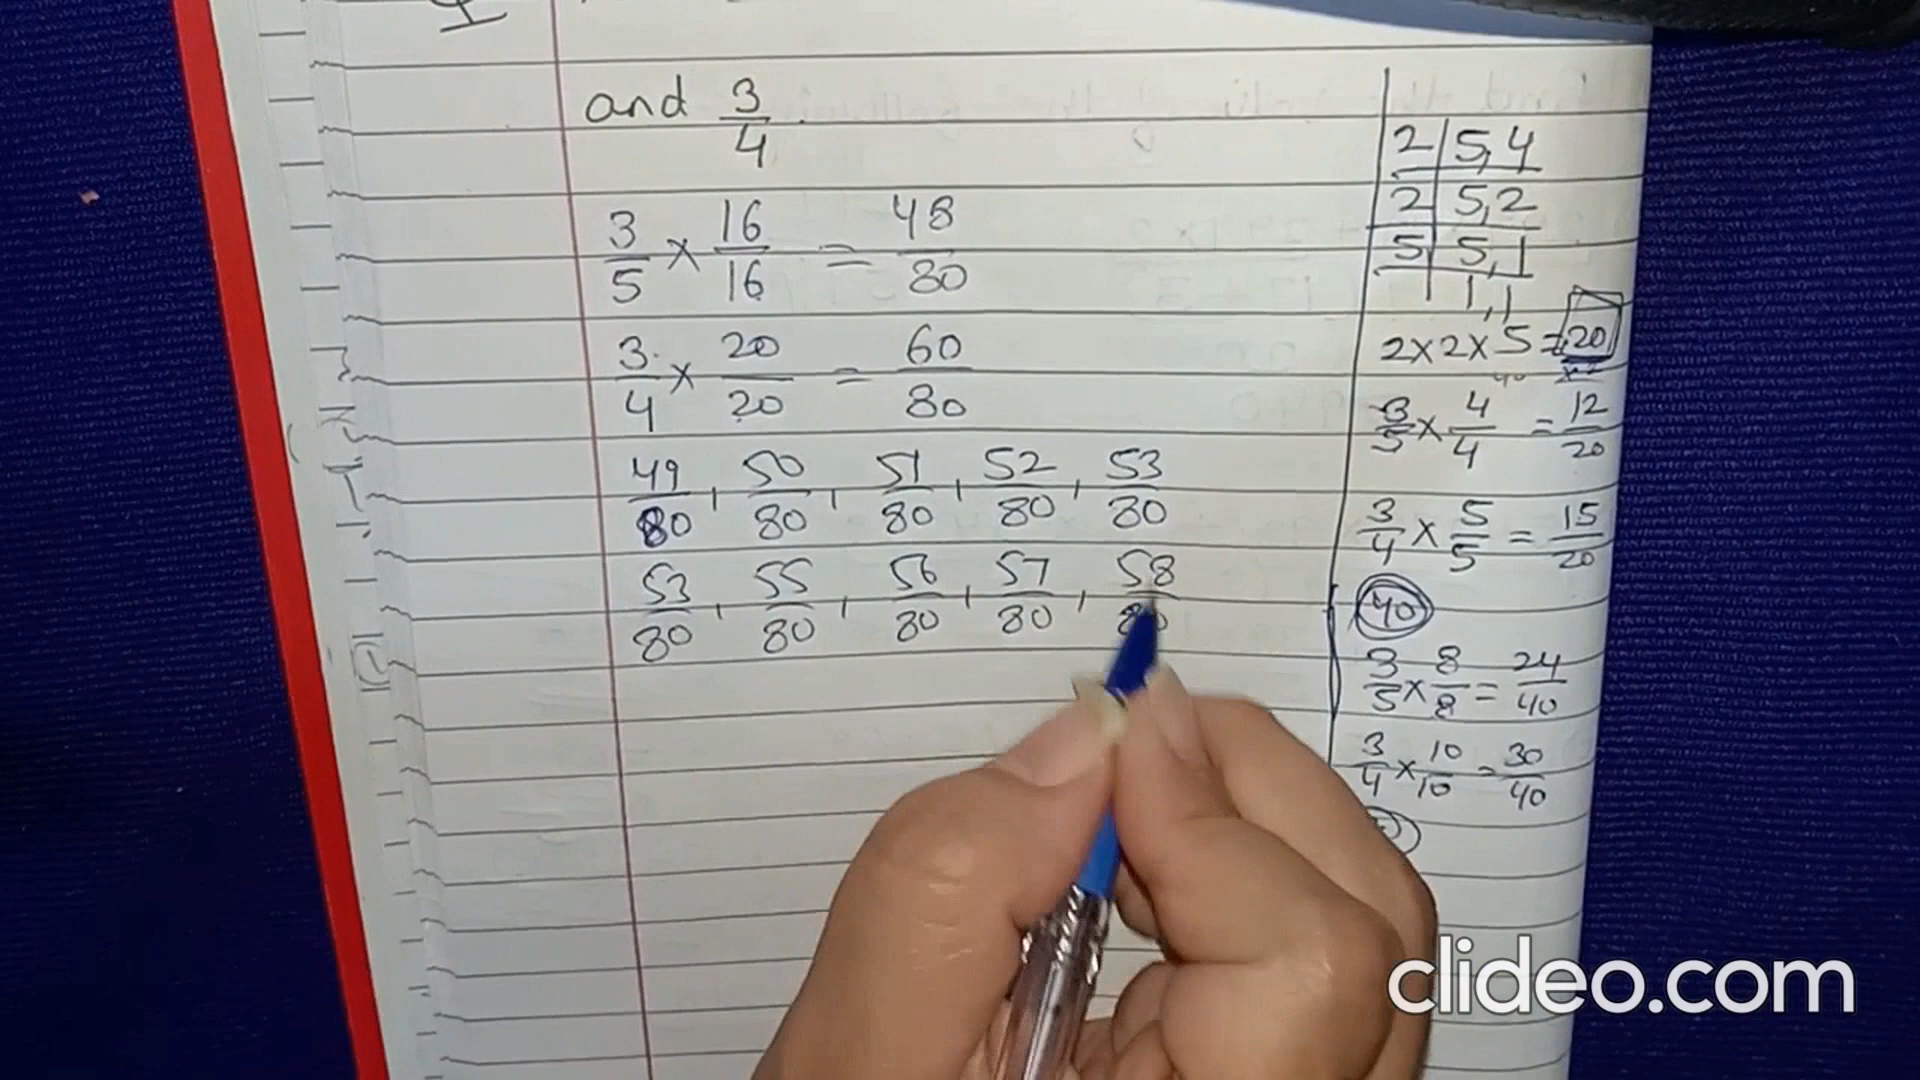 and 3/4
3/5 × 16/16 = 48/80
3/4 × 20/20 = 60/80
49/80, 50/80, 51/80, 52/80, 53/80
53/80, 55/80, 56/80, 57/80, 58/80
2 | 5,4
2 | 5,2
5 | 5,1
1,1
2×2×5 = 20
3/5 × 4/4 = 12/20
3/4 × 5/5 = 15/20
40
3/5 × 8/8 = 24/40
3/4 × 10/10 = 30/40
clideo.com